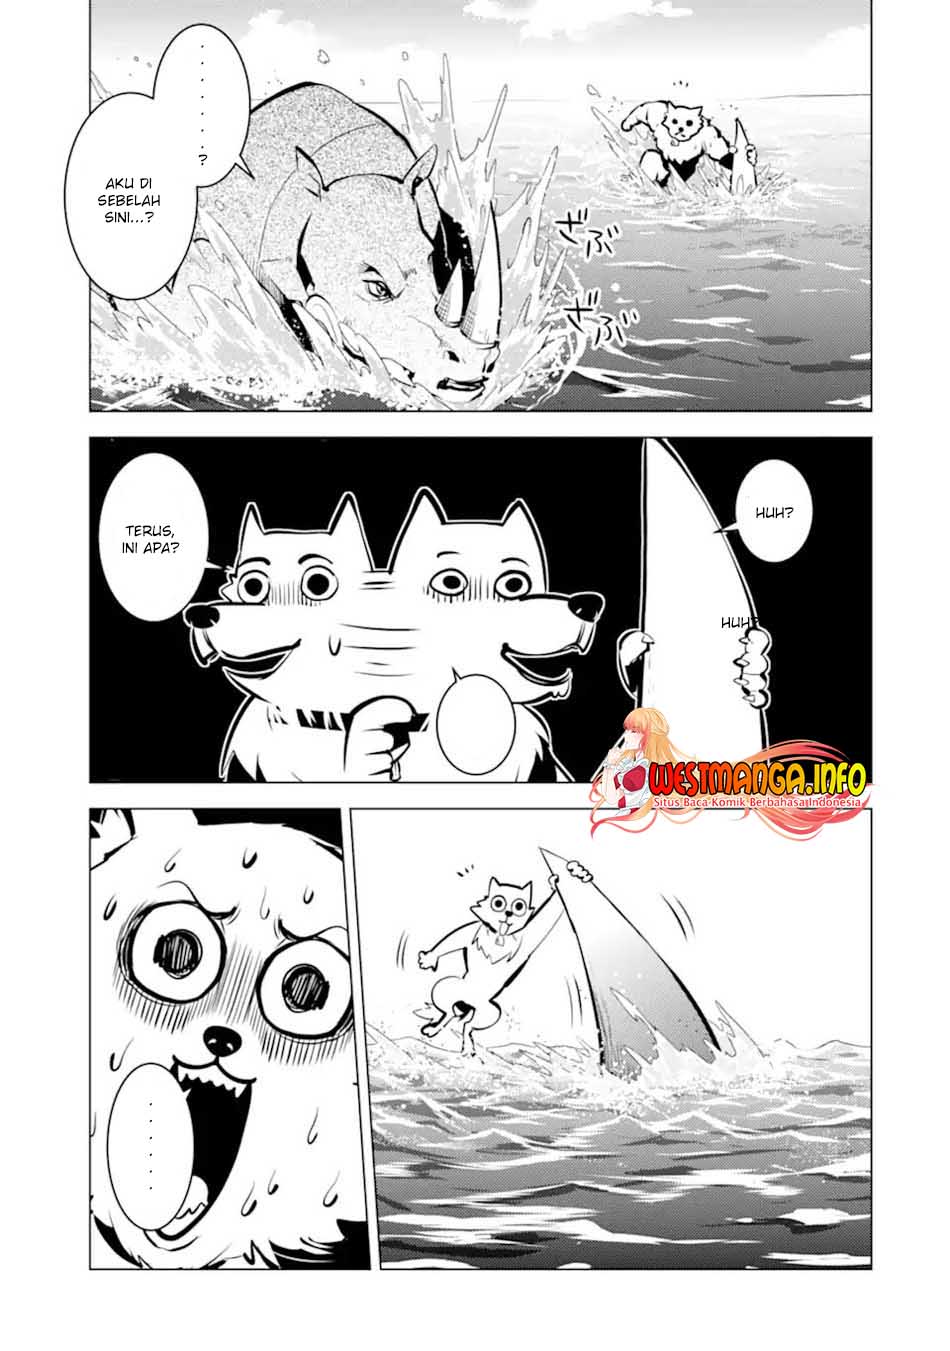 . . . . . . . ?
AKU DI
SEBELAH
SINI...?
ざぶ
ざぶ
TERUS,
INI APA?
HUH?
HUH?
WESTMANGA.INFO
Situs Baca Komik Berbahasa Indonesia
. . . . . .